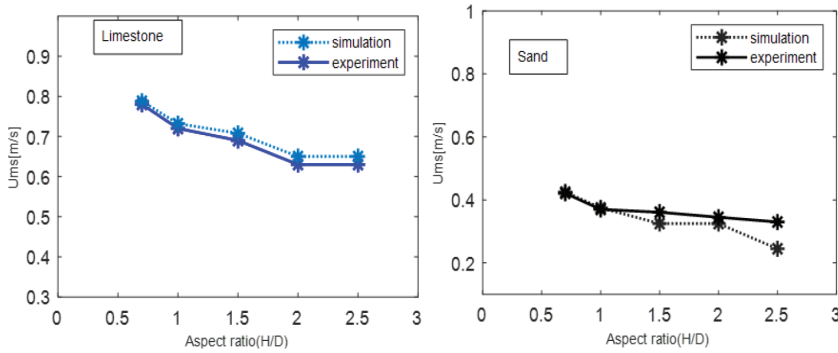 Limestone
simulation
experiment
0.9
0.8
0.7
0.6
0.5
0.4
0.3
Ums[m/s]
0 0.5 1 1.5 2 2.5 3
Aspect ratio(H/D)
Sand
simulation
experiment
1
0.8
0.6
0.4
0.2
Ums[m/s]
0 0.5 1 1.5 2 2.5 3
Aspect ratio(H/D)